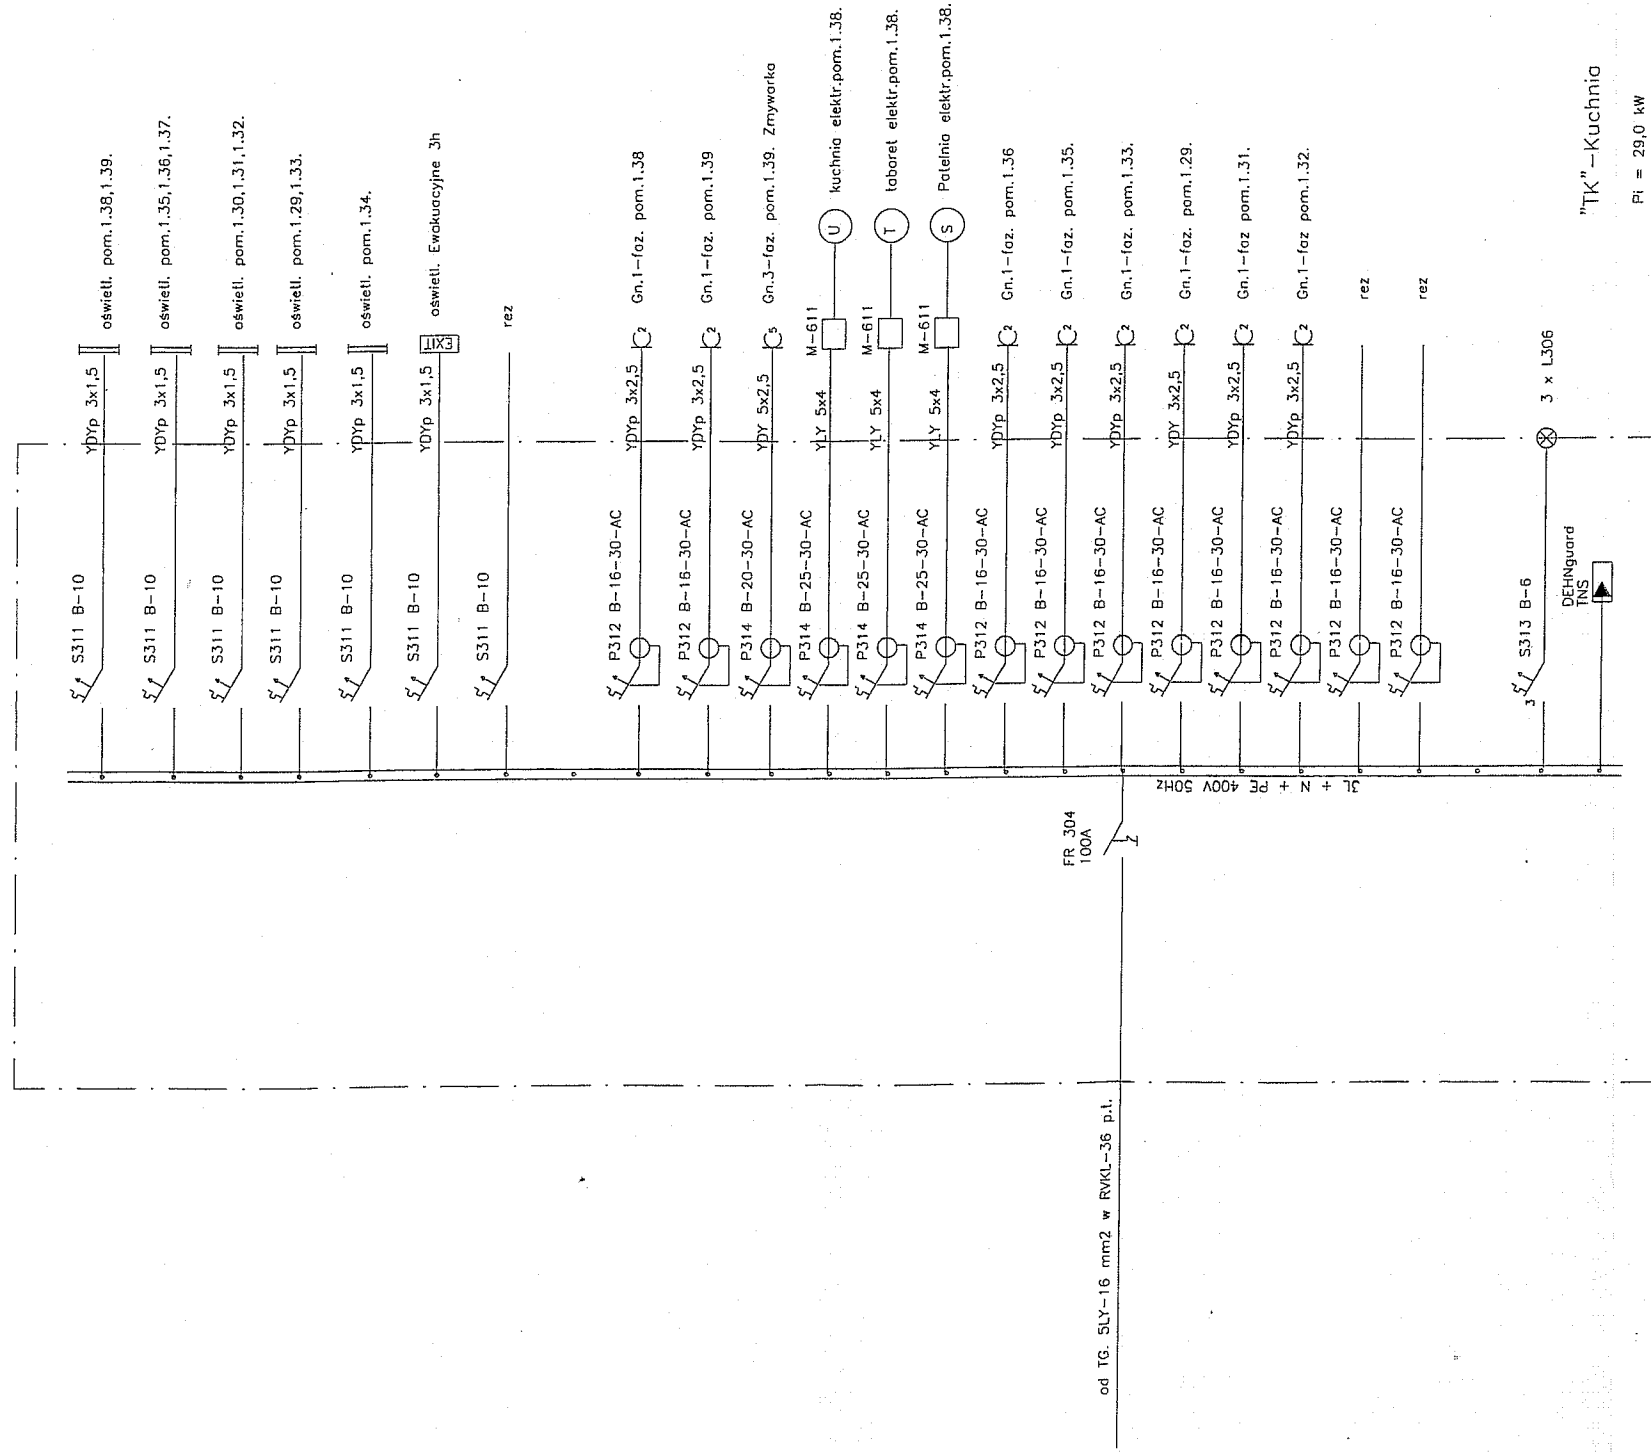 S311 B-10
YDYp 3x1,5
oświetl. pom.1.38,1.39.
S311 B-10
YDYp 3x1,5
oświetl. pom,1.35,1.36,1.37.
S311 B-10
YDYp 3x1,5
oświetl. pom.1.30,1.31,1.32.
S311 B-10
YDYp 3x1,5
oświetl. pom.1.29,1.33.
S311 B-10
YDYp 3x1,5
oświetl. pom.1.34.
S311 B-10
YDYp 3x1,5
EXIT
oświetl. Ewakuacyjne 3h
S311 B-10
rez
P312 B-16-30-AC
YDYp 3x2,5
2
Gn.1-faz. pom.1.38
P312 B-16-30-AC
YDYp 3x2,5
2
Gn.1-faz. pom.1.39
P314 B-20-30-AC
YDY 5x2,5
5
Gn.3-faz. pom.1.39. Zmywarka
P314 B-25-30-AC
YLY 5x4
M-611
U
kuchnia elektr.pom.1.38.
P314 B-25-30-AC
YLY 5x4
M-611
T
taboret elektr.pom.1.38.
P314 B-25-30-AC
YLY 5x4
M-611
S
Patelnia elektr.pom.1.38.
P312 B-16-30-AC
YDYp 3x2,5
2
Gn.1-faz. pom.1.36
P312 B-16-30-AC
YDYp 3x2,5
2
Gn.1-faz. pom.1.35.
P312 B-16-30-AC
YDYp 3x2,5
2
Gn.1-faz. pom.1.33.
P312 B-16-30-AC
YDY 3x2,5
2
Gn.1-faz. pom.1.29.
P312 B-16-30-AC
YDYp 3x2,5
2
Gn.1-faz pom.1.31.
P312 B-16-30-AC
YDYp 3x2,5
2
Gn.1-faz pom.1.32.
P312 B-16-30-AC
rez
P312 B-16-30-AC
rez
3
S313 B-6
3 x L306
DEHNguard
TNS
3L + N + PE 400V 50Hz
FR 304
100A
od TG. 5LY-16 mm2 w RVKL-36 p.t.
"TK"-Kuchnia
Pi = 29,0 kW